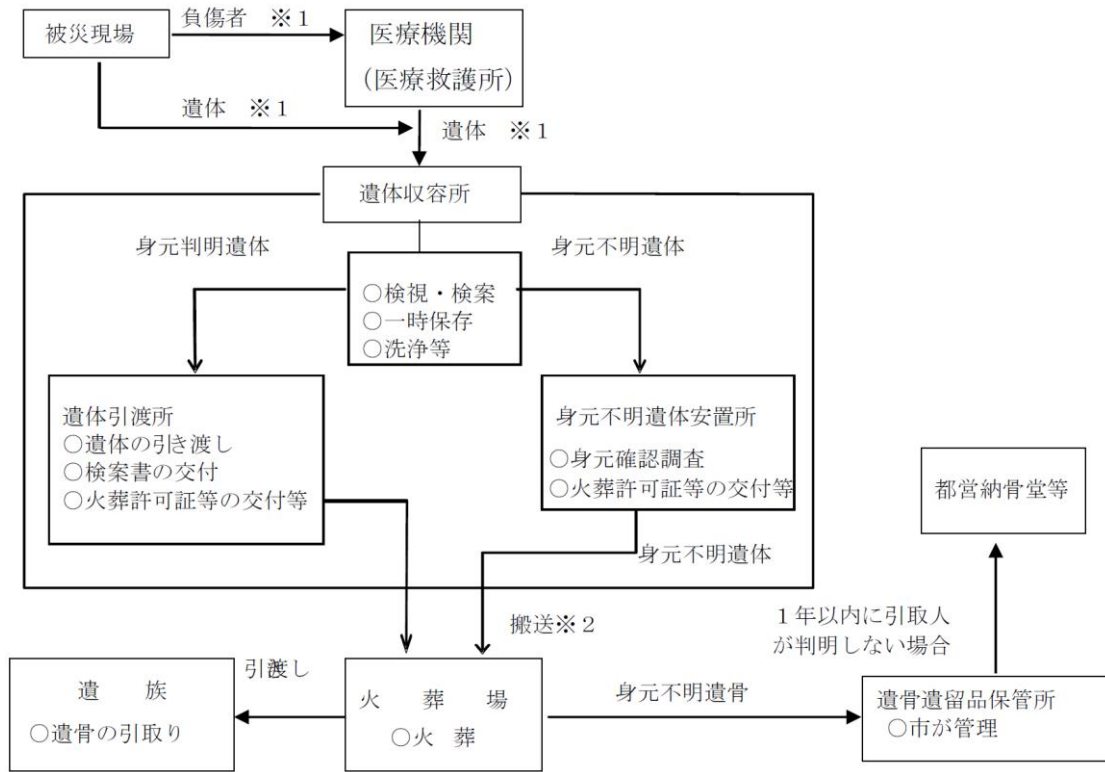 被災現場
負傷者　※１
医療機関
（医療救護所）
遺体　※１
遺体　※１
遺体収容所
身元判明遺体
身元不明遺体
○検視・検案
○一時保存
○洗浄等
遺体引渡所
○遺体の引き渡し
○検案書の交付
○火葬許可証等の交付等
身元不明遺体安置所
○身元確認調査
○火葬許可証等の交付等
都営納骨堂等
身元不明遺体
搬送※２
１年以内に引取人
が判明しない場合
引渡し
遺　族
○遺骨の引取り
火　葬　場
○火　葬
身元不明遺骨
遺骨遺留品保管所
○市が管理